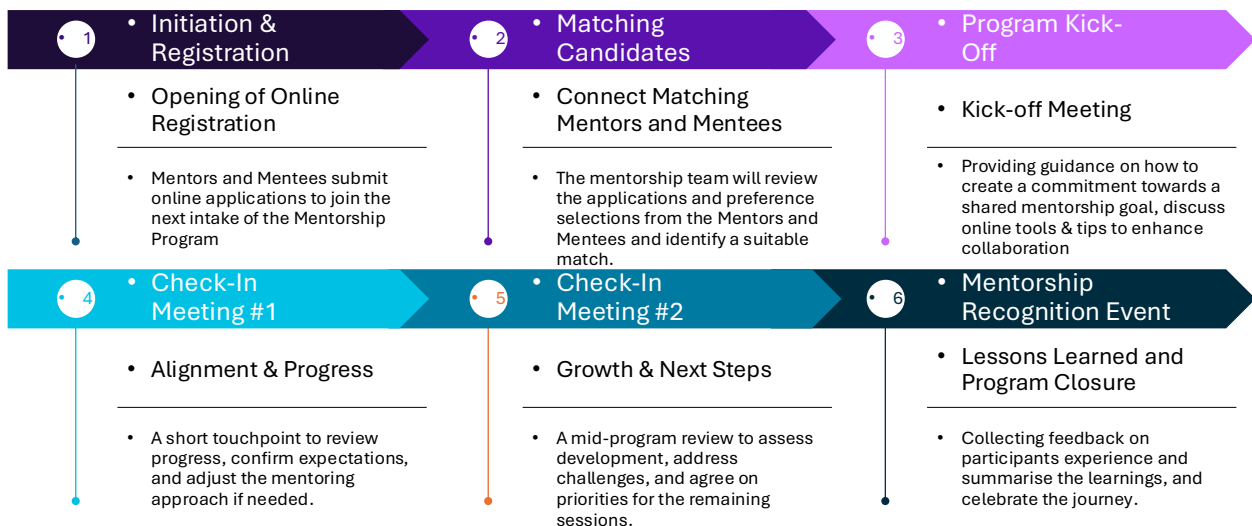 • 1
• Initiation &
Registration
• Opening of Online
Registration
• Mentors and Mentees submit
online applications to join the
next intake of the Mentorship
Program
• 2
• Matching
Candidates
• Connect Matching
Mentors and Mentees
• The mentorship team will review
the applications and preference
selections from the Mentors and
Mentees and identify a suitable
match.
• 3
• Program Kick-
Off
• Kick-off Meeting
• Providing guidance on how to
create a commitment towards a
shared mentorship goal, discuss
online tools & tips to enhance
collaboration
• 4
• Check-In
Meeting #1
• Alignment & Progress
• A short touchpoint to review
progress, confirm expectations,
and adjust the mentoring
approach if needed.
• 5
• Check-In
Meeting #2
• Growth & Next Steps
• A mid-program review to assess
development, address
challenges, and agree on
priorities for the remaining
sessions.
• 6
• Mentorship
Recognition Event
• Lessons Learned and
Program Closure
• Collecting feedback on
participants experience and
summarise the learnings, and
celebrate the journey.